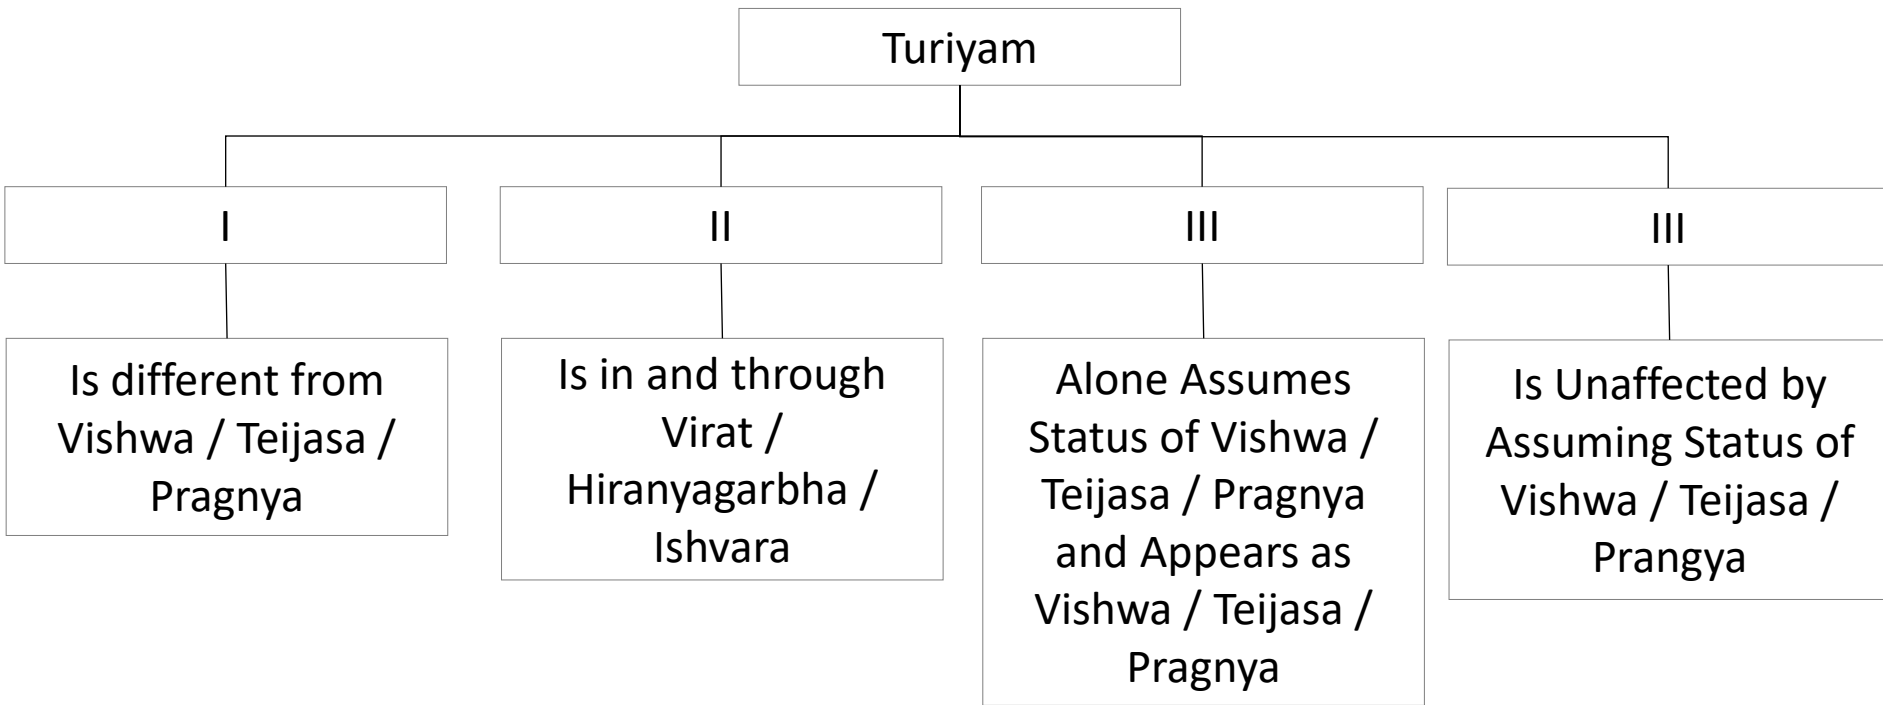 Turiyam
I
II
III
III
Is different from
Vishwa / Teijasa /
Pragnya
Is in and through
Virat /
Hiranyagarbha /
Ishvara
Alone Assumes
Status of Vishwa /
Teijasa / Pragnya
and Appears as
Vishwa / Teijasa /
Pragnya
Is Unaffected by
Assuming Status of
Vishwa / Teijasa /
Prangya